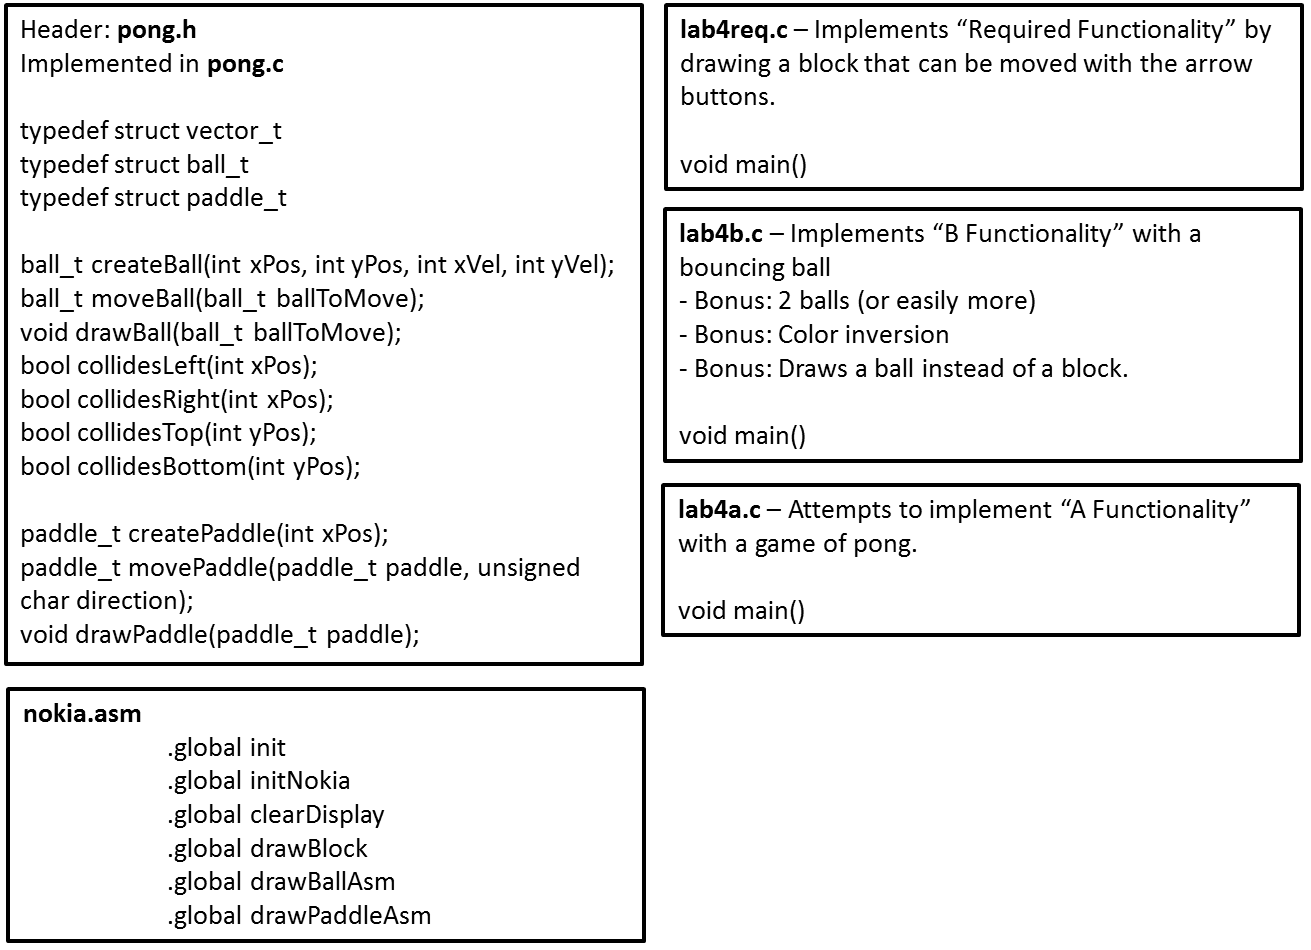 Header: pong.h
Implemented in pong.c
typedef struct vector_t
typedef struct ball_t
typedef struct paddle_t
ball_t createBall(int xPos, int yPos, int xVel, int yVel);
ball_t moveBall(ball_t ballToMove);
void drawBall(ball_t ballToMove);
bool collidesLeft(int xPos);
bool collidesRight(int xPos);
bool collidesTop(int yPos);
bool collidesBottom(int yPos);
paddle_t createPaddle(int xPos);
paddle_t movePaddle(paddle_t paddle, unsigned
char direction);
void drawPaddle(paddle_t paddle);
nokia.asm
.global init
.global initNokia
.global clearDisplay
.global drawBlock
.global drawBallAsm
.global drawPaddleAsm
lab4req.c – Implements “Required Functionality” by
drawing a block that can be moved with the arrow
buttons.
void main()
lab4b.c – Implements “B Functionality” with a
bouncing ball
- Bonus: 2 balls (or easily more)
- Bonus: Color inversion
- Bonus: Draws a ball instead of a block.
void main()
lab4a.c – Attempts to implement “A Functionality”
with a game of pong.
void main()